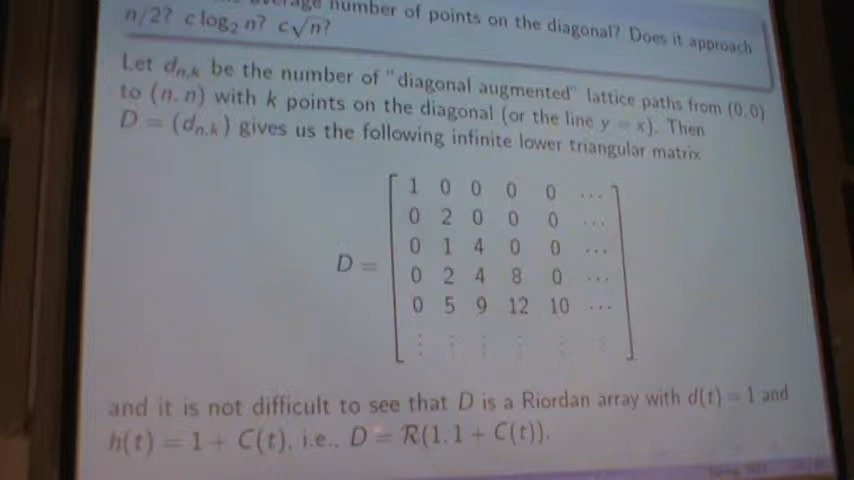 average number of points on the diagonal? Does it approach
n/2? c log₂ n? c√n?
Let dₙ,ₖ be the number of "diagonal augmented" lattice paths from (0,0)
to (n, n) with k points on the diagonal (or the line y = x). Then
D = (dₙ,ₖ) gives us the following infinite lower triangular matrix
1 0 0 0 0 ...
0 2 0 0 0 ...
D = 0 1 4 0 0 ...
0 2 4 8 0 ...
0 5 9 12 10 ...
⋮ ⋮ ⋮ ⋮ ⋮
and it is not difficult to see that D is a Riordan array with d(t) = 1 and
h(t) = 1 + C(t), i.e., D = R(1, 1 + C(t)).